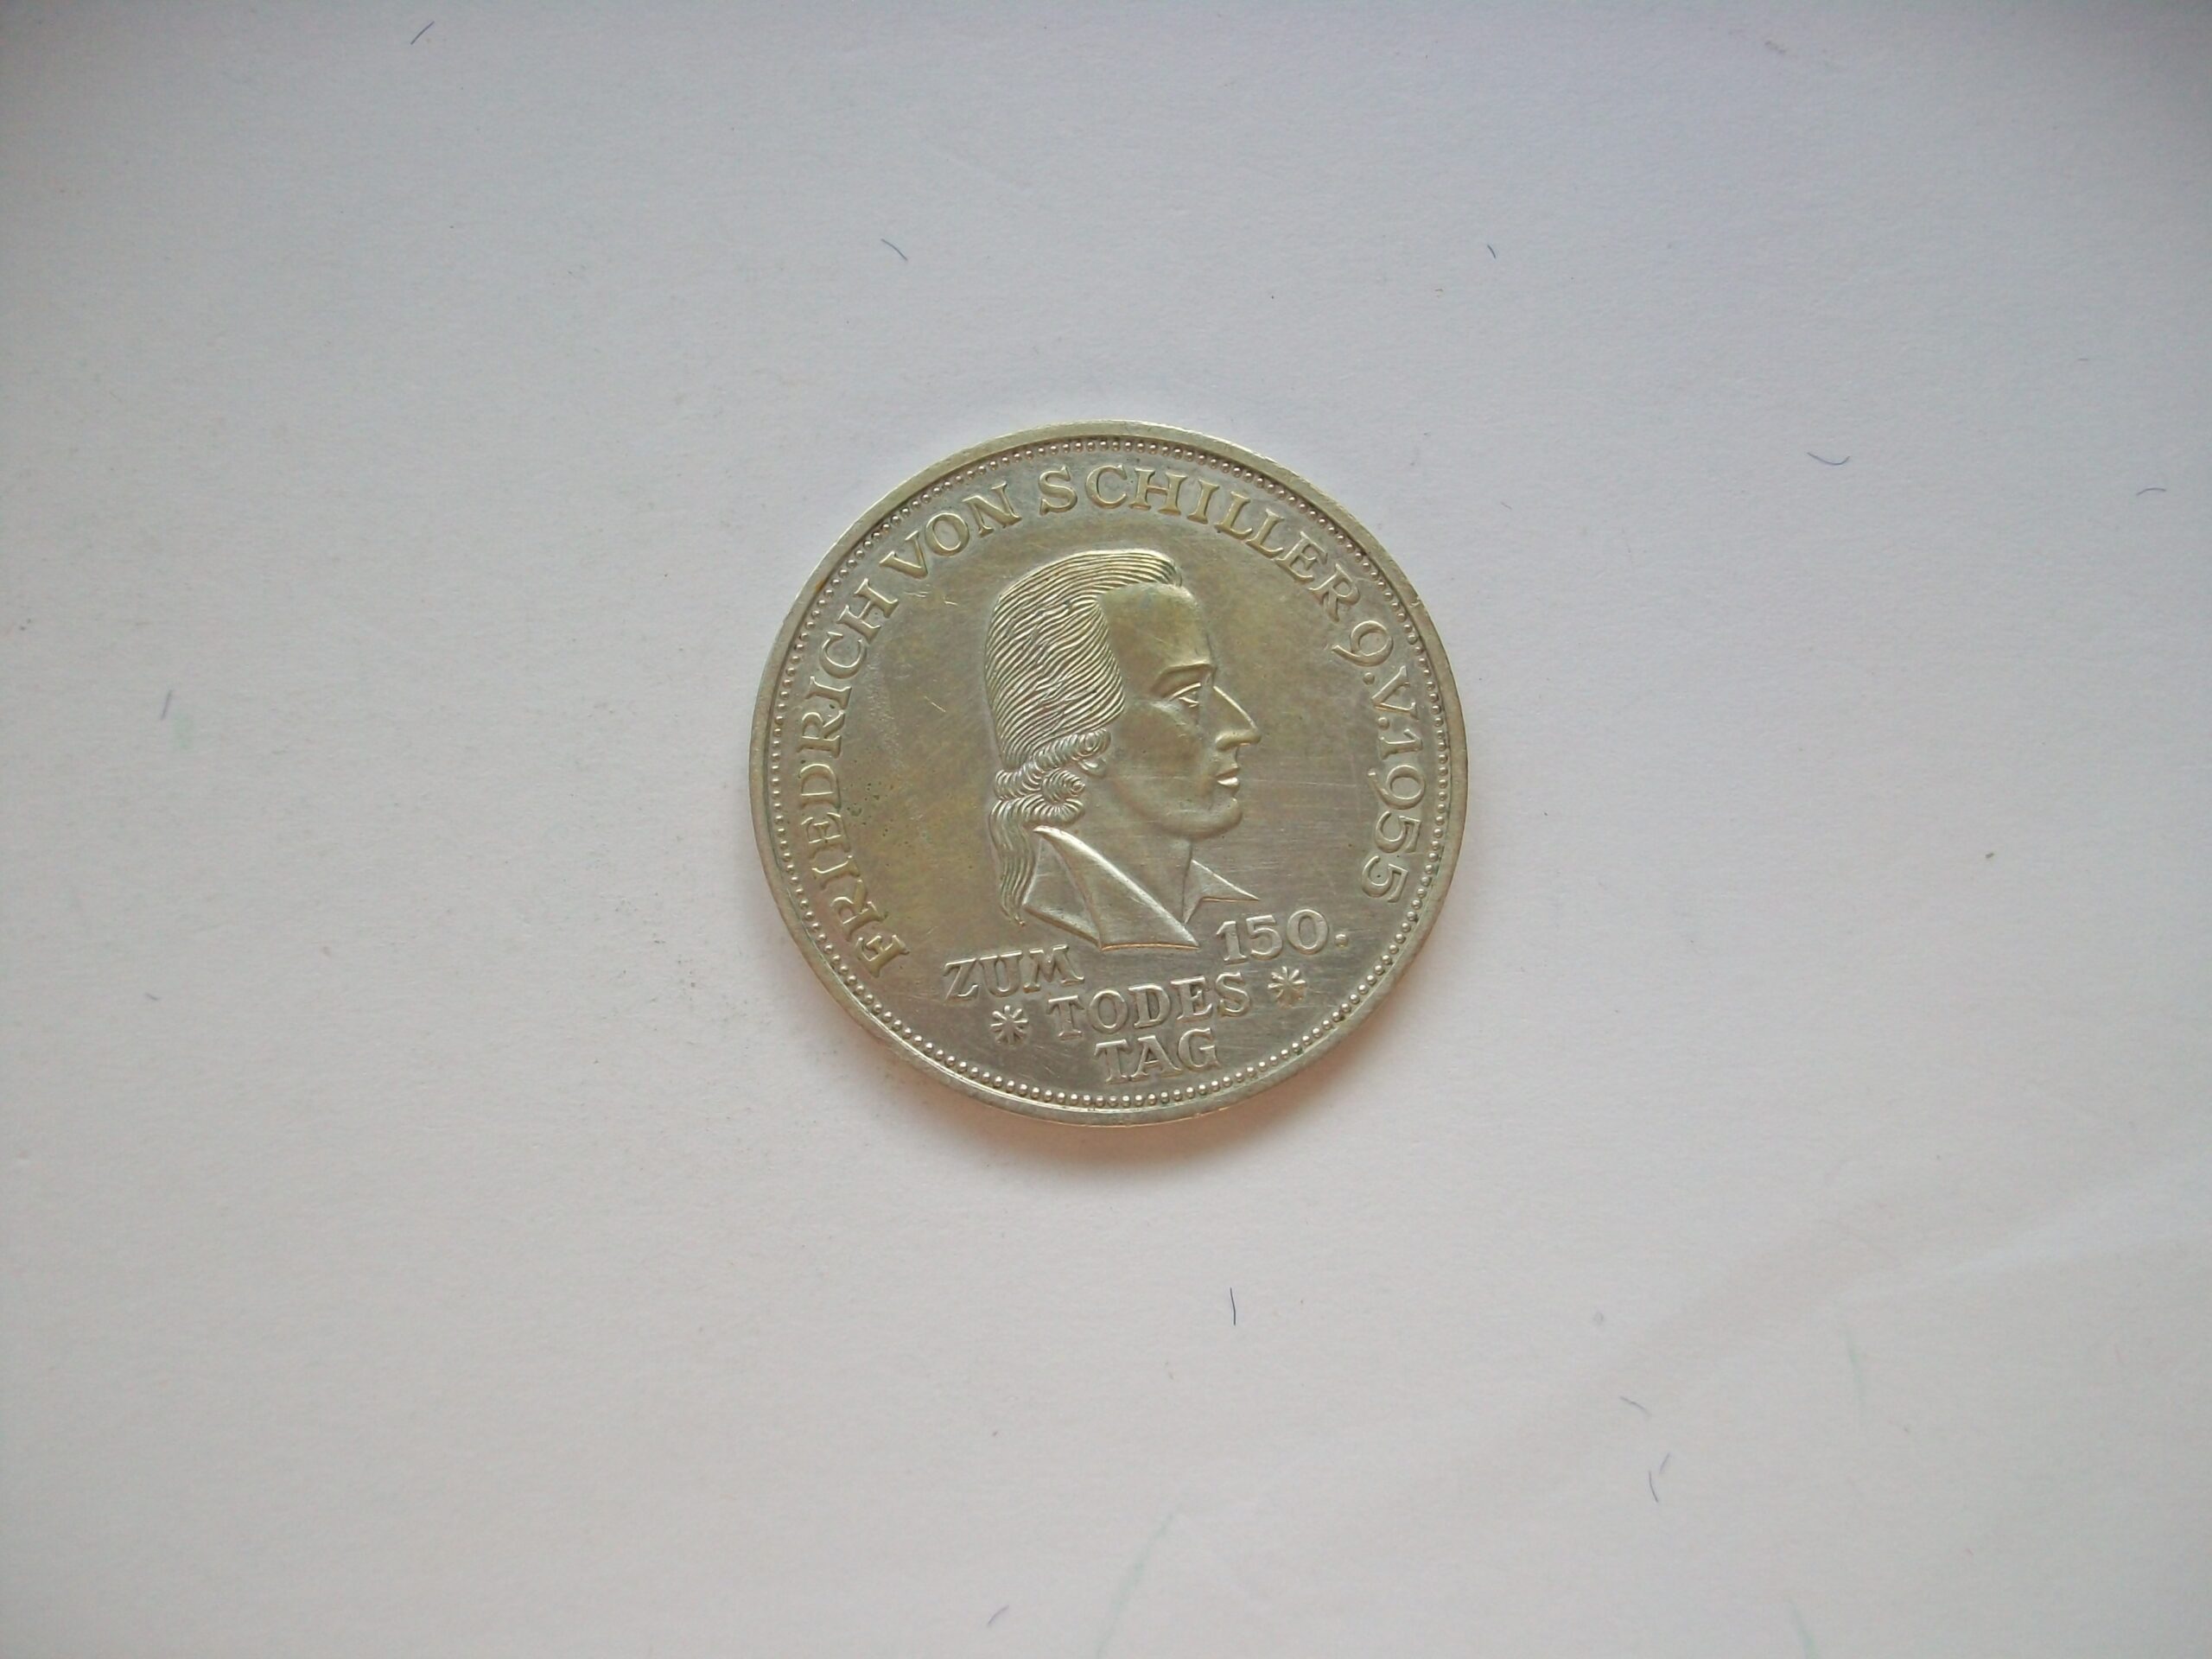 FRIEDRICH VON SCHILLER 9.V.1955
ZUM 150.
* TODES *
TAG